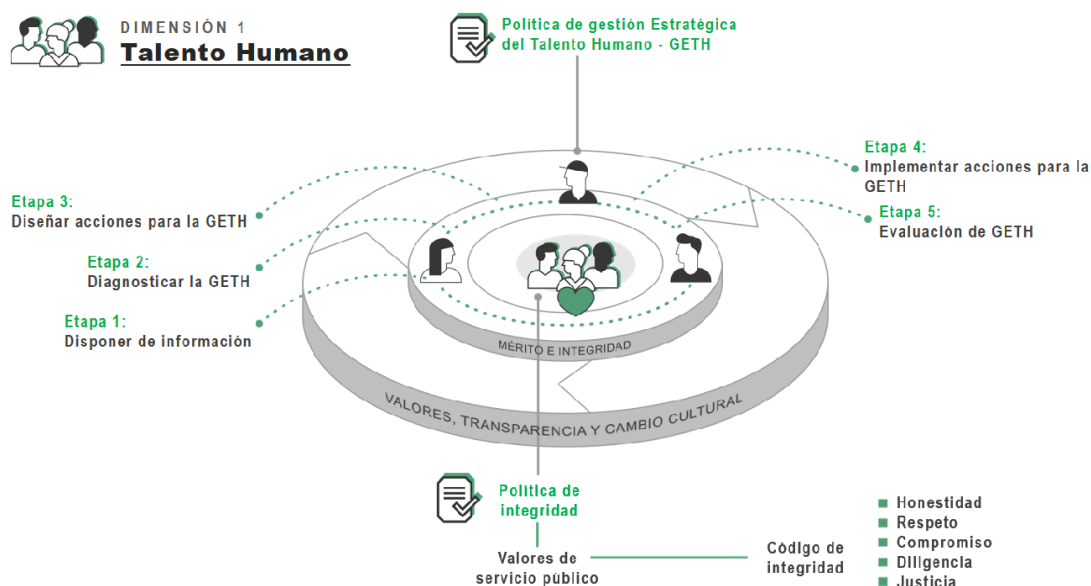 DIMENSIÓN 1
Talento Humano
Política de gestión Estratégica
del Talento Humano - GETH
Etapa 3:
Diseñar acciones para la GETH
Etapa 2:
Diagnosticar la GETH
Etapa 1:
Disponer de información
Etapa 4:
Implementar acciones para la
GETH
Etapa 5:
Evaluación de GETH
MÉRITO E INTEGRIDAD
VALORES, TRANSPARENCIA Y CAMBIO CULTURAL
Política de
integridad
Valores de
servicio público
Código de
integridad
Honestidad
Respeto
Compromiso
Diligencia
Justicia